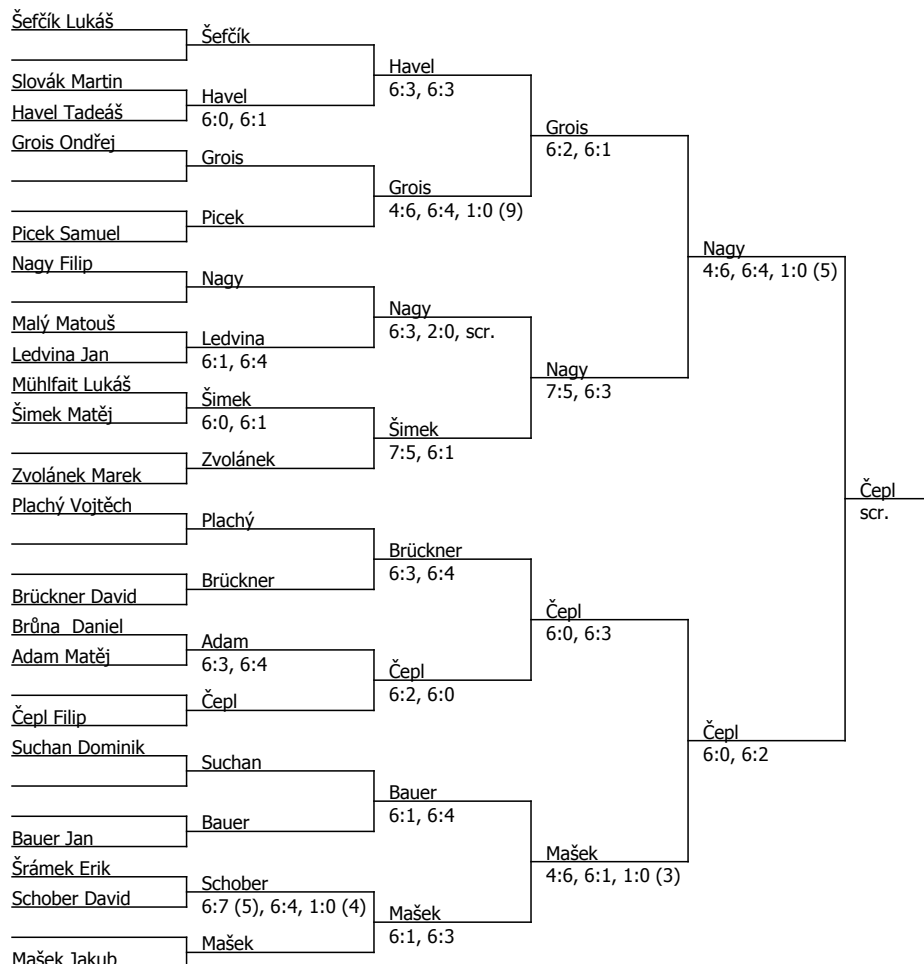 Šefčík Lukáš
Šefčík
Havel
6:3, 6:3
Slovák Martin
Havel
6:0, 6:1
Havel Tadeáš
Grois
6:2, 6:1
Grois Ondřej
Grois
Grois
4:6, 6:4, 1:0 (9)
Picek
Picek Samuel
Nagy
4:6, 6:4, 1:0 (5)
Nagy Filip
Nagy
Nagy
6:3, 2:0, scr.
Malý Matouš
Ledvina
6:1, 6:4
Ledvina Jan
Nagy
7:5, 6:3
Mühlfait Lukáš
Šimek
6:0, 6:1
Šimek Matěj
Šimek
7:5, 6:1
Zvolánek
Zvolánek Marek
Čepl
scr.
Plachý Vojtěch
Plachý
Brückner
6:3, 6:4
Brückner
Brückner David
Čepl
6:0, 6:3
Brůna  Daniel
Adam
6:3, 6:4
Adam Matěj
Čepl
6:2, 6:0
Čepl
Čepl Filip
Čepl
6:0, 6:2
Suchan Dominik
Suchan
Bauer
6:1, 6:4
Bauer
Bauer Jan
Mašek
4:6, 6:1, 1:0 (3)
Šrámek Erik
Schober
6:7 (5), 6:4, 1:0 (4)
Schober David
Mašek
6:1, 6:3
Mašek
Mašek Jakub